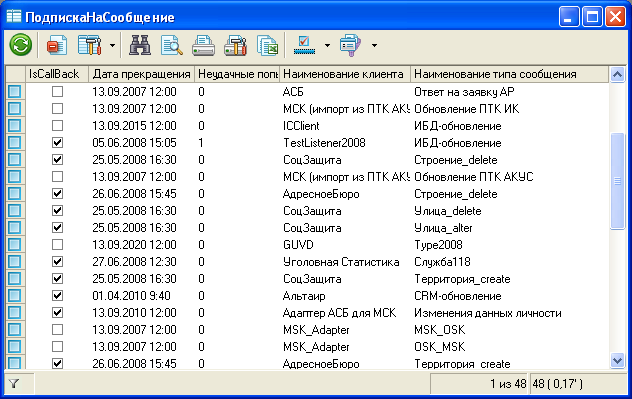 ПодпискаНаСообщение
IsCallBack Дата прекращения Неудачные попы Наименование клиента Наименование типа сообщения
13.09.2007 12:00 0 АСБ Ответ на заявку АР
13.09.2007 12:00 0 МСК (импорт из ПТК АКУ Обновление ПТК ИК
13.09.2015 12:00 0 ICClient ИБД-обновление
05.06.2008 15:05 1 TestListener2008 ИБД-обновление
25.05.2008 16:30 0 СоцЗащита Строение_delete
13.09.2007 12:00 0 МСК (импорт из ПТК АКУ Обновление ПТК АКУС
26.06.2008 15:45 0 АдресноеБюро Строение_delete
25.05.2008 16:30 0 СоцЗащита Улица_delete
25.05.2008 16:30 0 СоцЗащита Улица_alter
13.09.2020 12:00 0 GUVD Type2008
27.06.2008 12:30 0 Уголовная Статистика Служба118
25.05.2008 16:30 0 СоцЗащита Территория_create
01.04.2010 9:40 0 Альтаир CRM-обновление
13.09.2010 12:00 0 Адаптер АСБ для МСК Изменения данных личности
13.09.2007 12:00 0 MSK_Adapter MSK_OSK
13.09.2007 12:00 0 MSK_Adapter OSK_MSK
26.06.2008 15:45 0 АдресноеБюро Территория_create
1 из 48 48 ( 0,17' )